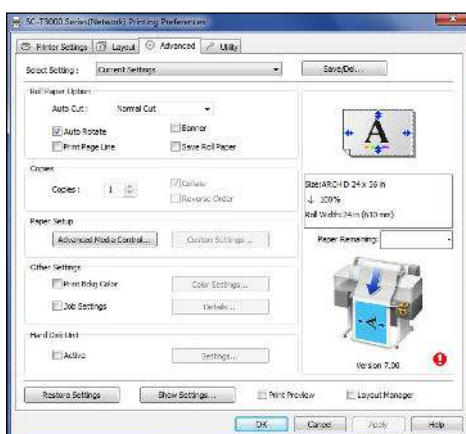 SC-T3000 Series(Network) Printing Preferences
Printer Settings Layout Advanced Utility
Select Setting : Current Settings Save/Del...
Roll Paper Option
Auto Cut : Normal Cut
Auto Rotate Banner
Print Page Line Save Roll Paper
Copies
Copies : 1 Collate
Reverse Order
Paper Setup
Advanced Media Control... Custom Settings...
Other Settings
Print Bckg Color Color Settings...
Job Settings Details...
Hard Disk Unit
Active Settings...
A
Size:ARCH D 24 x 36 in
↓ 100%
Roll Width:24 in (610 mm)
Paper Remaining:
A
Version 7.00
Restore Settings Show Settings... Print Preview Layout Manager
OK Cancel Apply Help